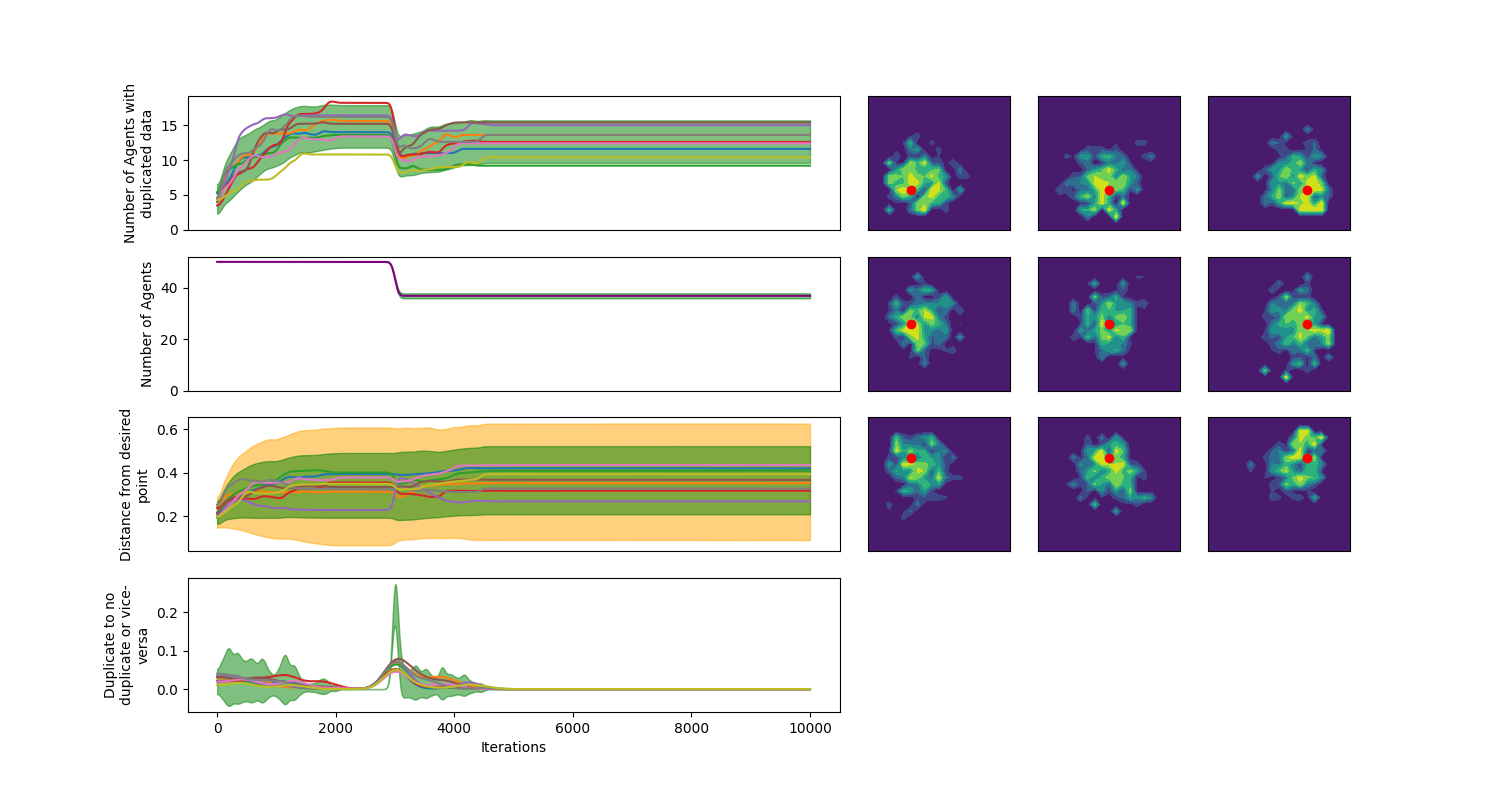 Number of Agents with
duplicated data
15
10
5
0
Number of Agents
40
20
0
Distance from desired
point
0.6
0.4
0.2
Duplicate to no
duplicate or vice-
versa
0.2
0.1
0.0
0 2000 4000 6000 8000 10000
Iterations